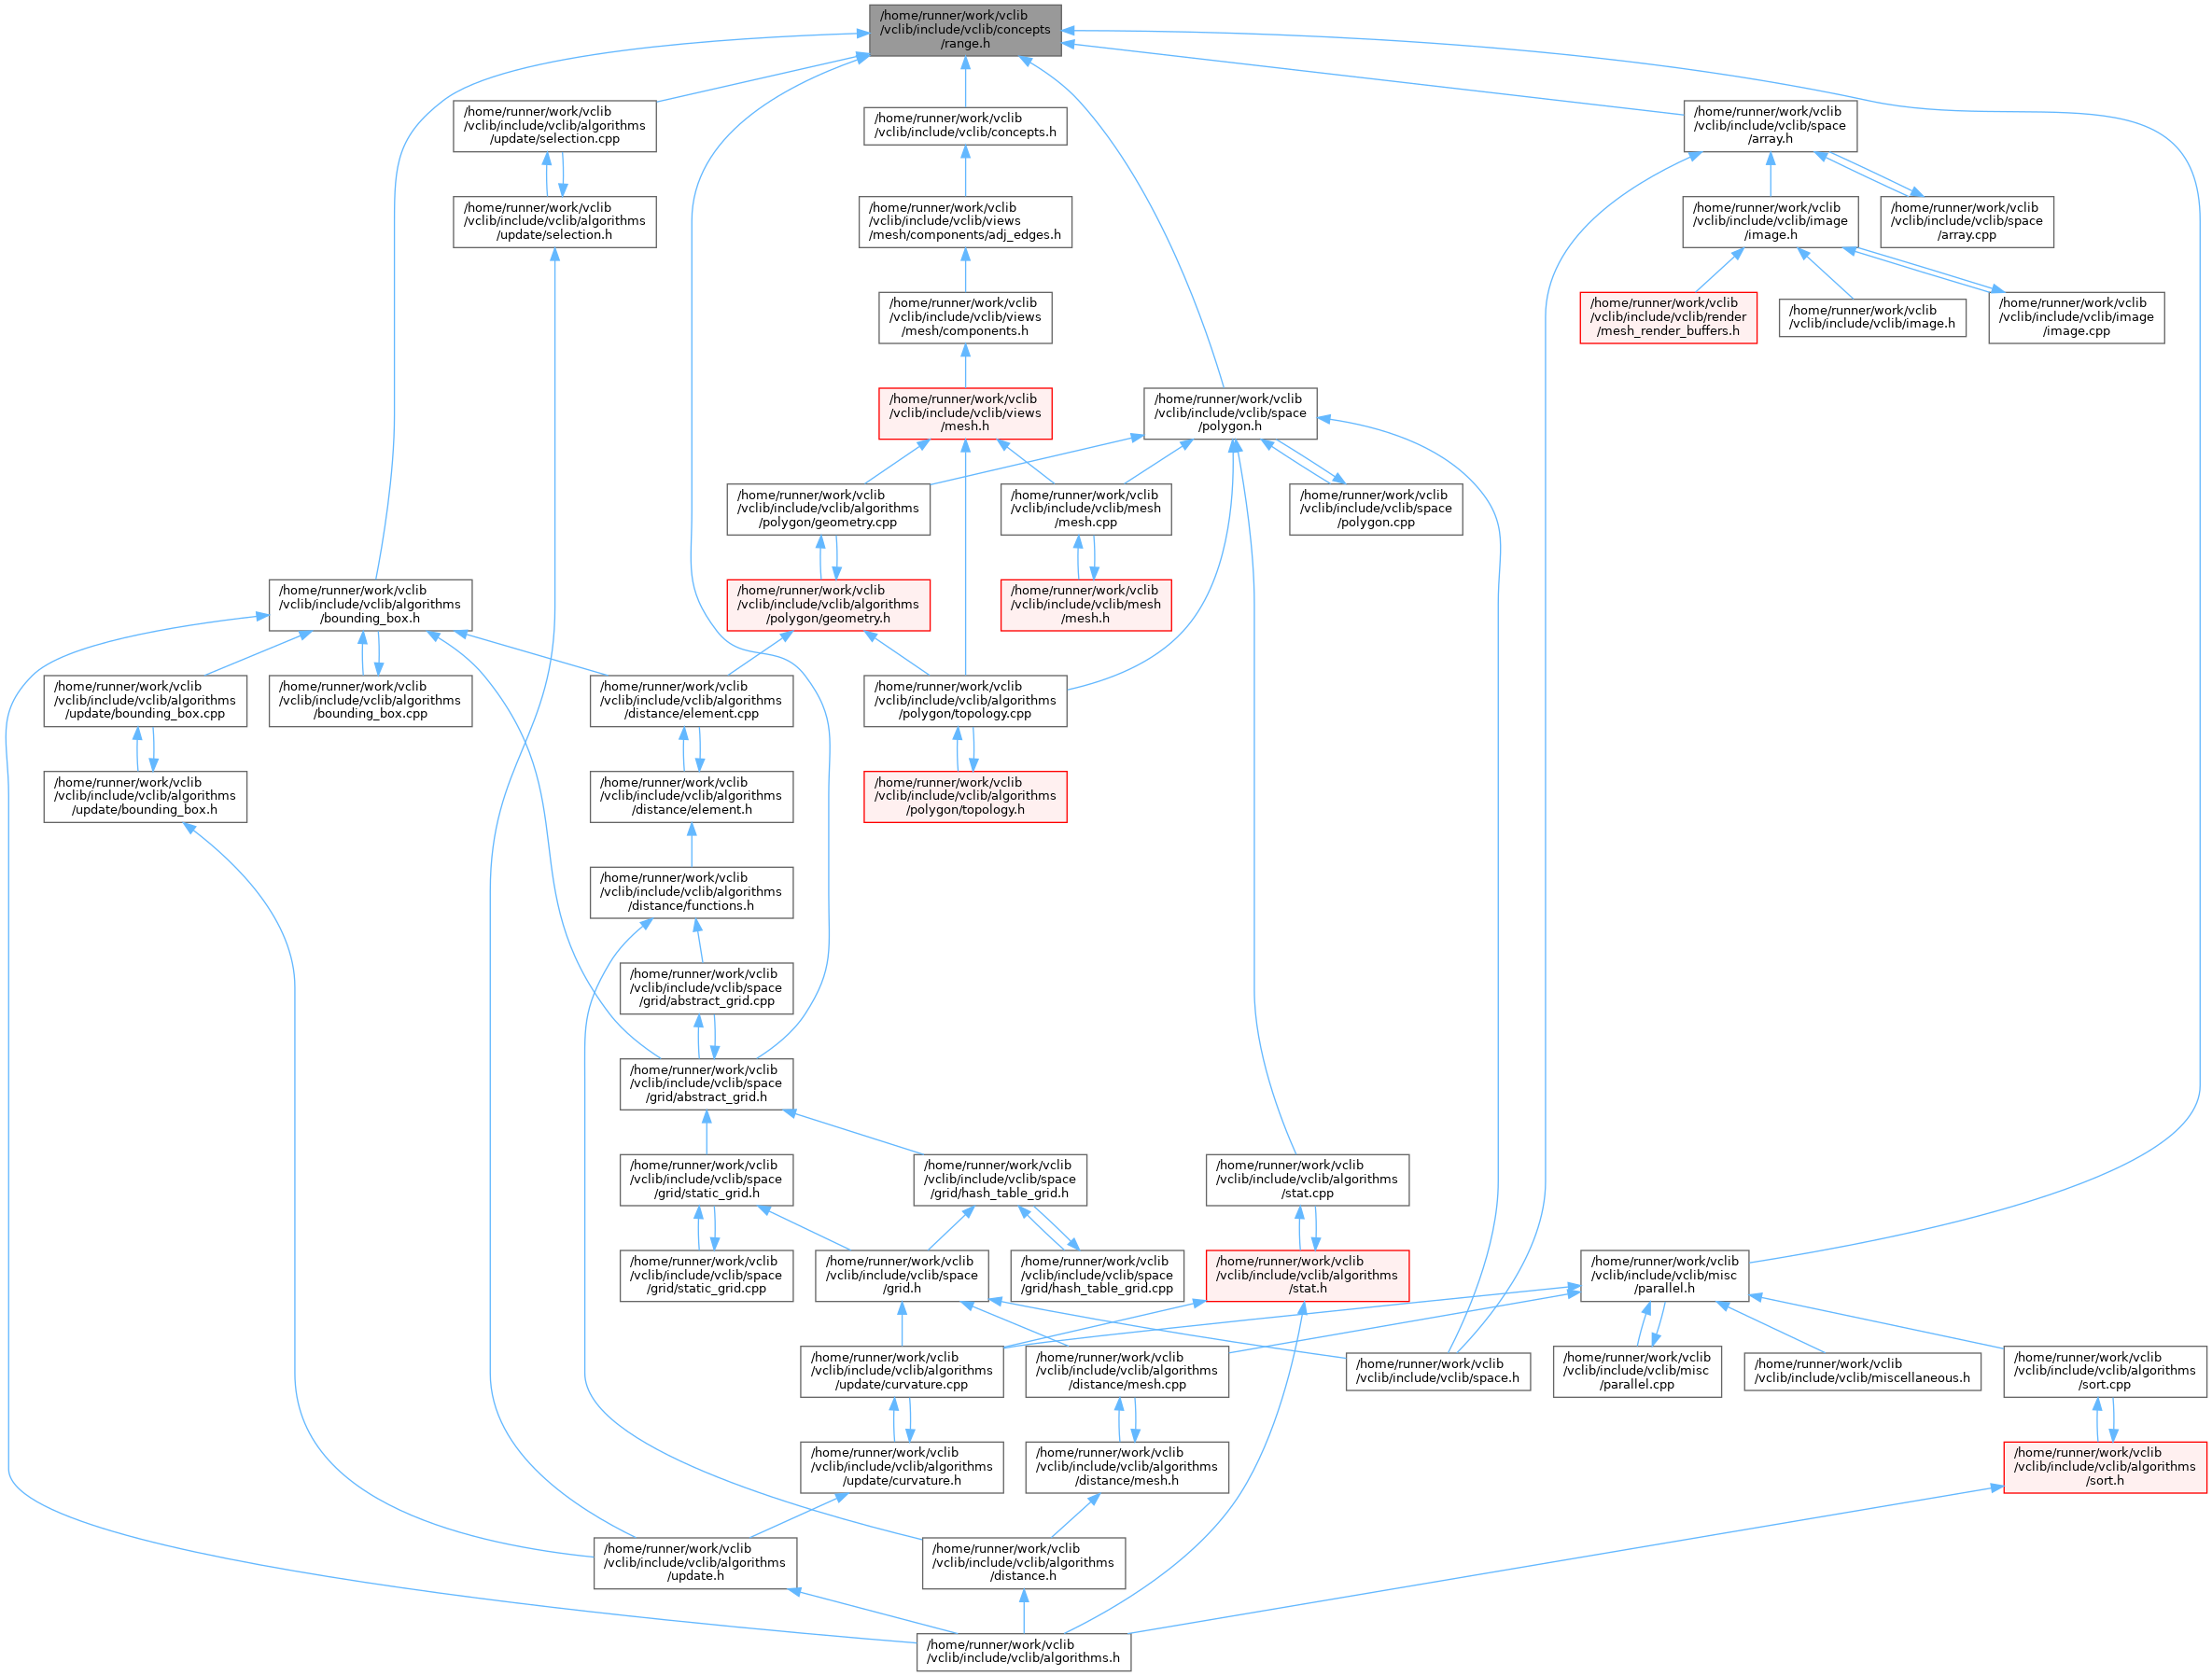 /home/runner/work/vclib
/vclib/include/vclib/concepts
/range.h
/home/runner/work/vclib
/vclib/include/vclib/algorithms
/update/selection.cpp
/home/runner/work/vclib
/vclib/include/vclib/concepts.h
/home/runner/work/vclib
/vclib/include/vclib/space
/array.h
/home/runner/work/vclib
/vclib/include/vclib/algorithms
/update/selection.h
/home/runner/work/vclib
/vclib/include/vclib/views
/mesh/components/adj_edges.h
/home/runner/work/vclib
/vclib/include/vclib/image
/image.h
/home/runner/work/vclib
/vclib/include/vclib/space
/array.cpp
/home/runner/work/vclib
/vclib/include/vclib/views
/mesh/components.h
/home/runner/work/vclib
/vclib/include/vclib/render
/mesh_render_buffers.h
/home/runner/work/vclib
/vclib/include/vclib/image.h
/home/runner/work/vclib
/vclib/include/vclib/image
/image.cpp
/home/runner/work/vclib
/vclib/include/vclib/views
/mesh.h
/home/runner/work/vclib
/vclib/include/vclib/space
/polygon.h
/home/runner/work/vclib
/vclib/include/vclib/algorithms
/polygon/geometry.cpp
/home/runner/work/vclib
/vclib/include/vclib/mesh
/mesh.cpp
/home/runner/work/vclib
/vclib/include/vclib/space
/polygon.cpp
/home/runner/work/vclib
/vclib/include/vclib/algorithms
/bounding_box.h
/home/runner/work/vclib
/vclib/include/vclib/algorithms
/polygon/geometry.h
/home/runner/work/vclib
/vclib/include/vclib/mesh
/mesh.h
/home/runner/work/vclib
/vclib/include/vclib/algorithms
/update/bounding_box.cpp
/home/runner/work/vclib
/vclib/include/vclib/algorithms
/bounding_box.cpp
/home/runner/work/vclib
/vclib/include/vclib/algorithms
/distance/element.cpp
/home/runner/work/vclib
/vclib/include/vclib/algorithms
/polygon/topology.cpp
/home/runner/work/vclib
/vclib/include/vclib/algorithms
/update/bounding_box.h
/home/runner/work/vclib
/vclib/include/vclib/algorithms
/distance/element.h
/home/runner/work/vclib
/vclib/include/vclib/algorithms
/polygon/topology.h
/home/runner/work/vclib
/vclib/include/vclib/algorithms
/distance/functions.h
/home/runner/work/vclib
/vclib/include/vclib/space
/grid/abstract_grid.cpp
/home/runner/work/vclib
/vclib/include/vclib/space
/grid/abstract_grid.h
/home/runner/work/vclib
/vclib/include/vclib/space
/grid/static_grid.h
/home/runner/work/vclib
/vclib/include/vclib/space
/grid/hash_table_grid.h
/home/runner/work/vclib
/vclib/include/vclib/algorithms
/stat.cpp
/home/runner/work/vclib
/vclib/include/vclib/space
/grid/static_grid.cpp
/home/runner/work/vclib
/vclib/include/vclib/space
/grid.h
/home/runner/work/vclib
/vclib/include/vclib/space
/grid/hash_table_grid.cpp
/home/runner/work/vclib
/vclib/include/vclib/algorithms
/stat.h
/home/runner/work/vclib
/vclib/include/vclib/misc
/parallel.h
/home/runner/work/vclib
/vclib/include/vclib/algorithms
/update/curvature.cpp
/home/runner/work/vclib
/vclib/include/vclib/algorithms
/distance/mesh.cpp
/home/runner/work/vclib
/vclib/include/vclib/space.h
/home/runner/work/vclib
/vclib/include/vclib/misc
/parallel.cpp
/home/runner/work/vclib
/vclib/include/vclib/miscellaneous.h
/home/runner/work/vclib
/vclib/include/vclib/algorithms
/sort.cpp
/home/runner/work/vclib
/vclib/include/vclib/algorithms
/update/curvature.h
/home/runner/work/vclib
/vclib/include/vclib/algorithms
/distance/mesh.h
/home/runner/work/vclib
/vclib/include/vclib/algorithms
/sort.h
/home/runner/work/vclib
/vclib/include/vclib/algorithms
/update.h
/home/runner/work/vclib
/vclib/include/vclib/algorithms
/distance.h
/home/runner/work/vclib
/vclib/include/vclib/algorithms.h